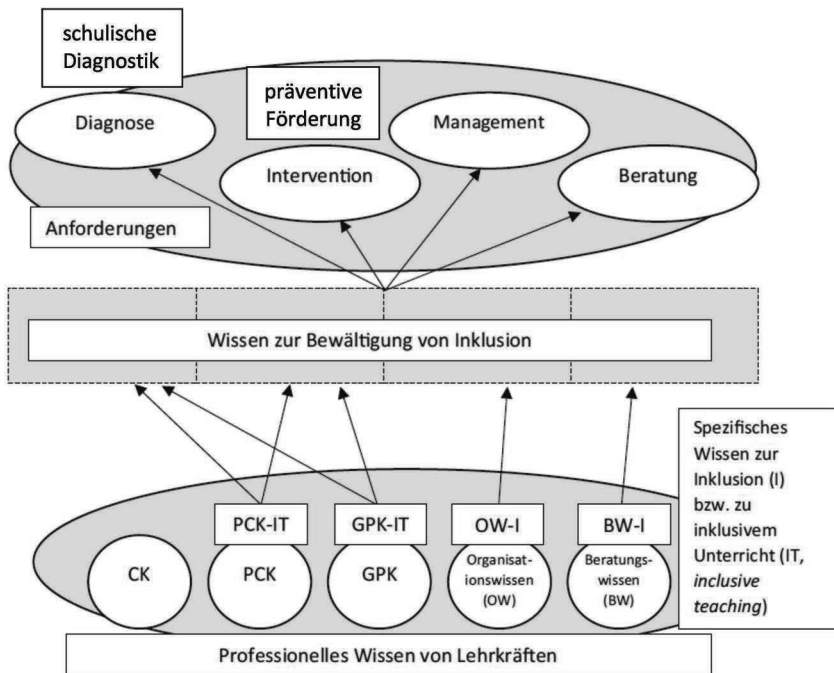 schulische
Diagnostik
präventive
Förderung
Diagnose
Management
Intervention
Beratung
Anforderungen
Wissen zur Bewältigung von Inklusion
Spezifisches
Wissen zur
Inklusion (I)
bzw. zu
inklusivem
Unterricht (IT,
inclusive
teaching)
PCK-IT
GPK-IT
OW-I
BW-I
CK
PCK
GPK
Organisati-
onswissen
(OW)
Beratungs-
wissen
(BW)
Professionelles Wissen von Lehrkräften